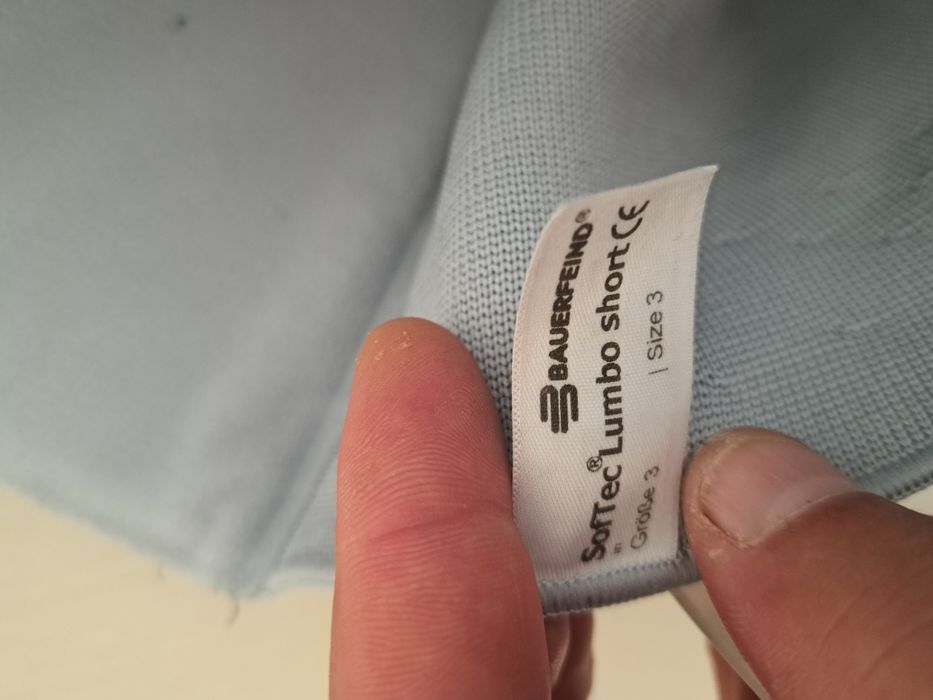 BAUERFEIND®
SofTec® Lumbo short CE
Größe 3 | Size 3